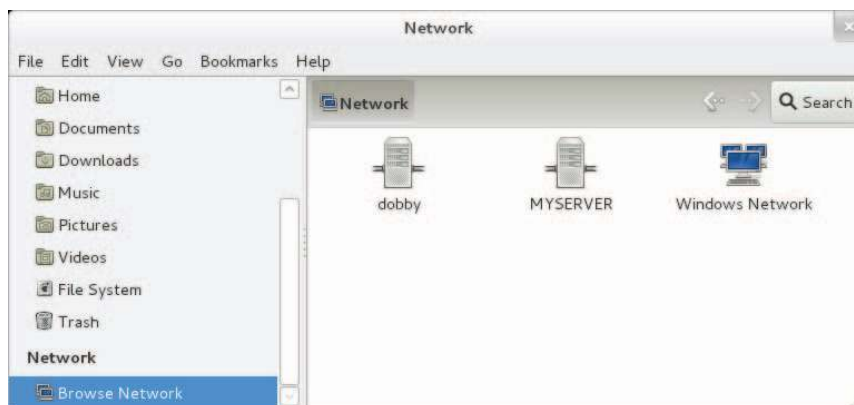 Network
File Edit View Go Bookmarks Help
Home
Documents
Downloads
Music
Pictures
Videos
File System
Trash
Network
Browse Network
Network
Search
dobby
MYSERVER
Windows Network